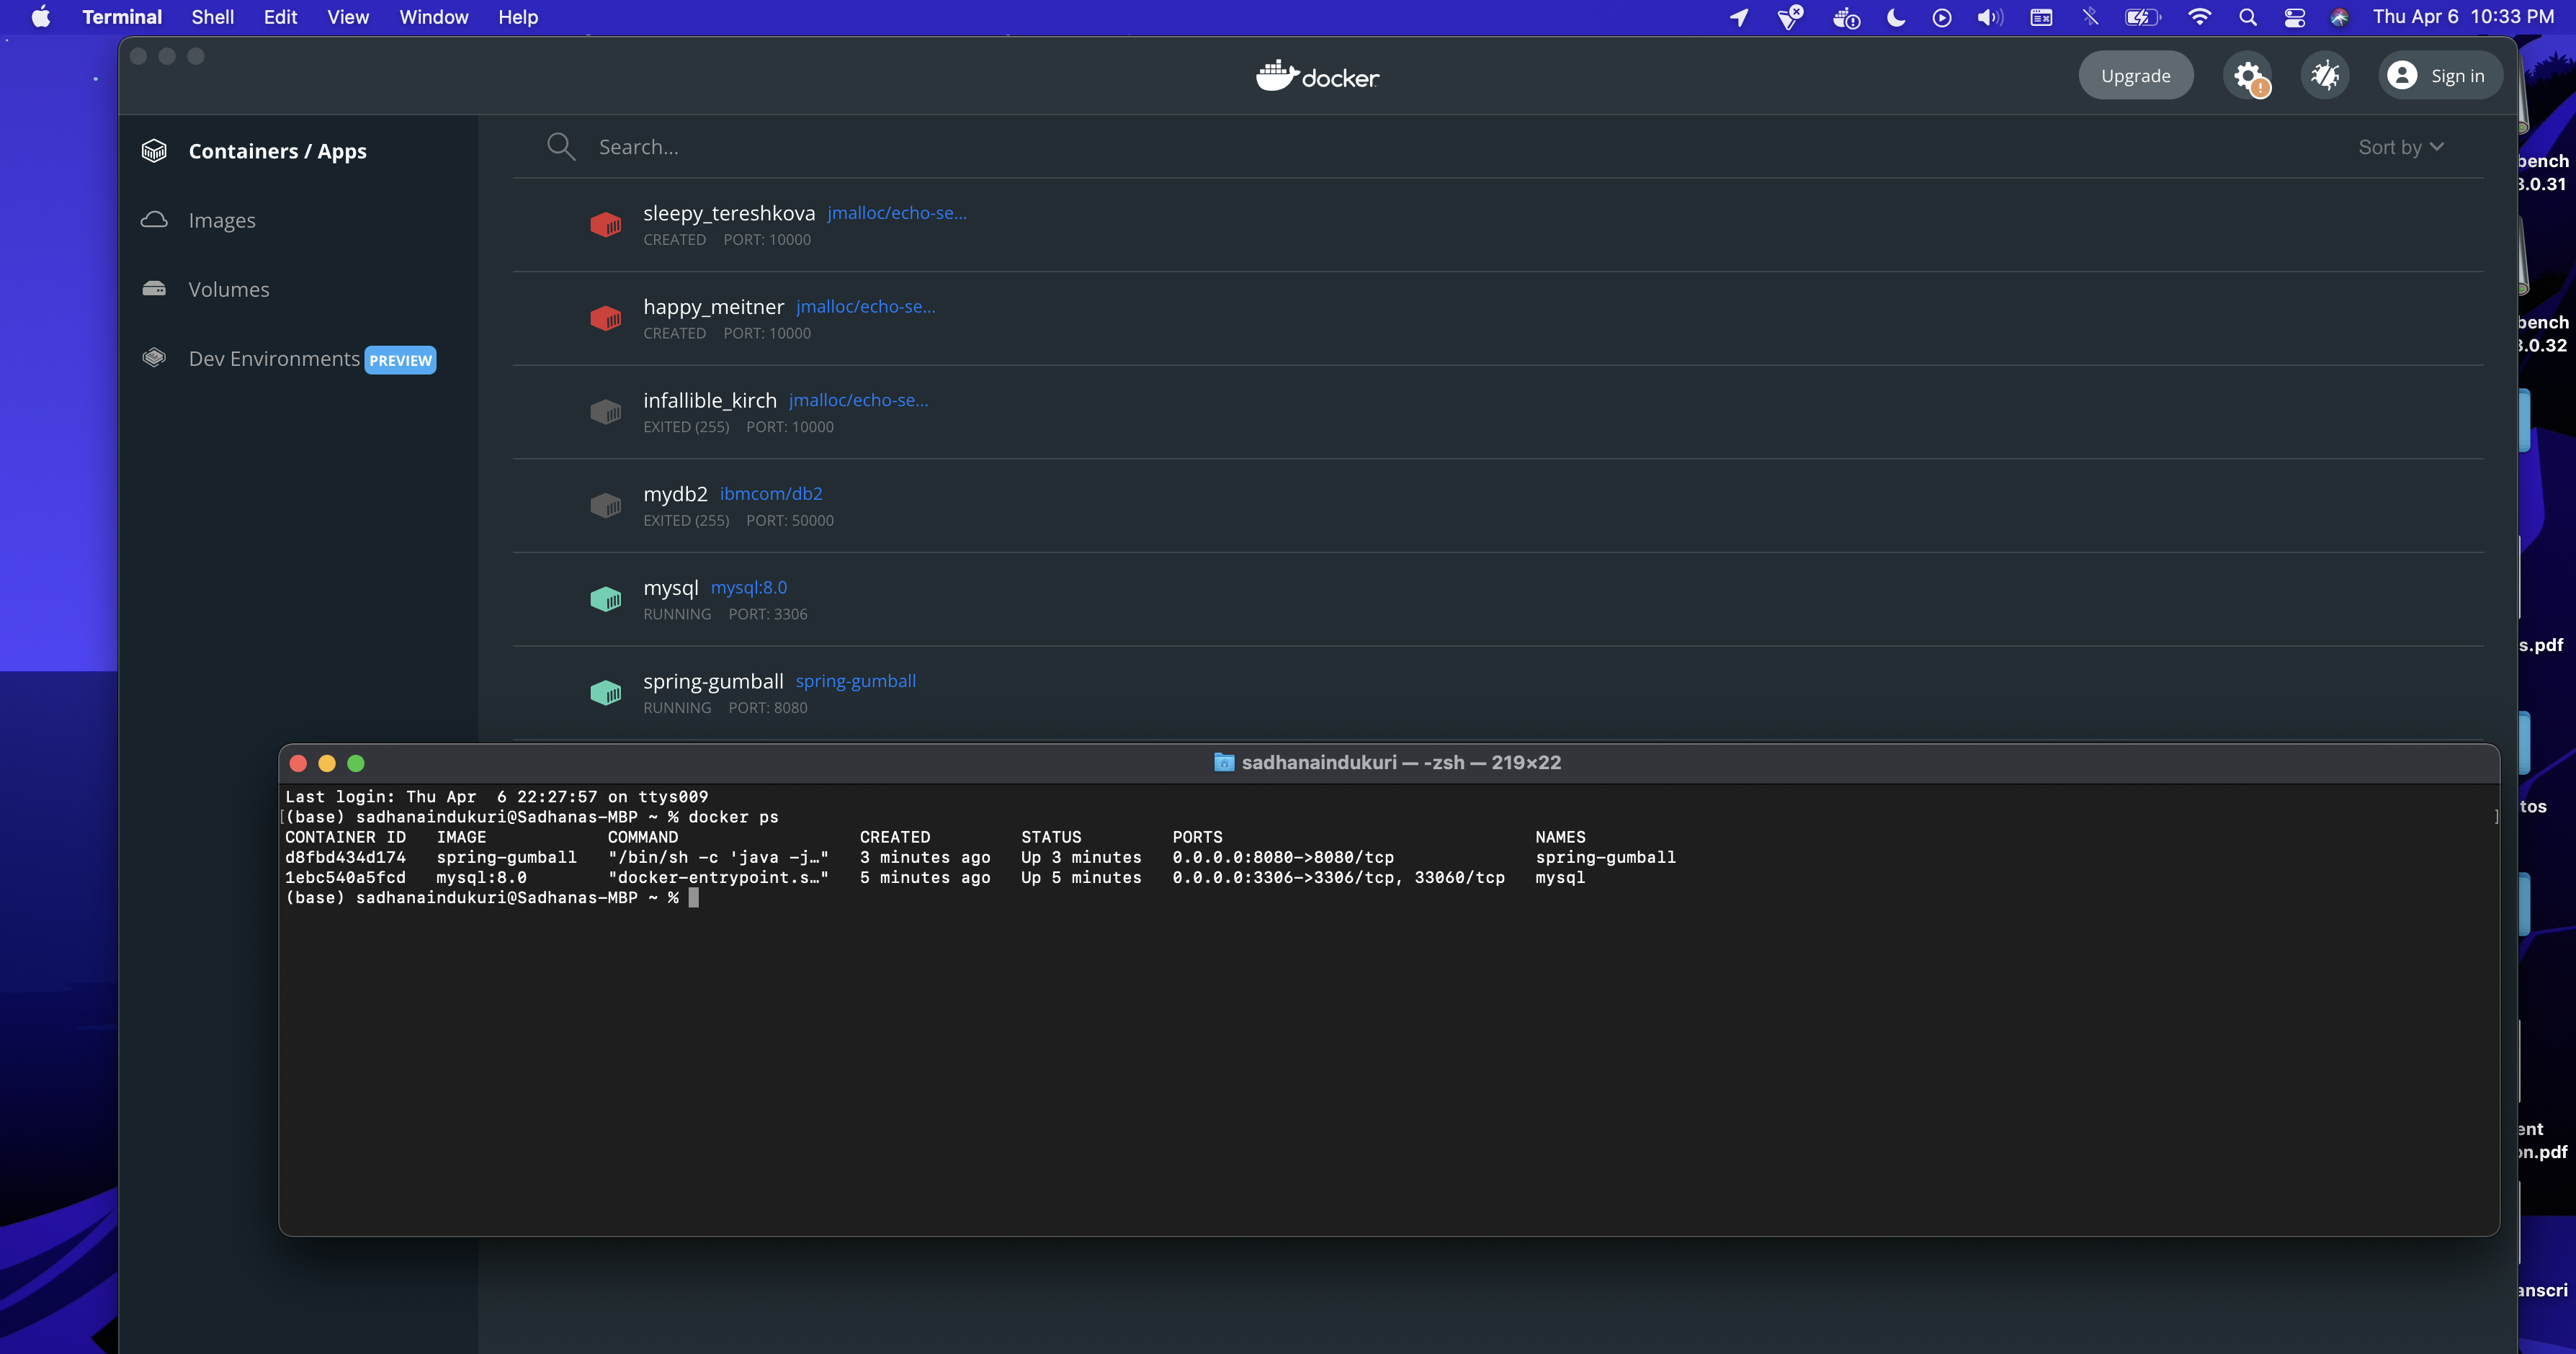 Terminal Shell Edit View Window Help Thu Apr 6 10:33 PM
docker
Upgrade
Sign in
Containers / Apps
Images
Volumes
Dev Environments PREVIEW
Search...
Sort by
sleepy_tereshkova jmalloc/echo-se...
CREATED PORT: 10000
happy_meitner jmalloc/echo-se...
CREATED PORT: 10000
infallible_kirch jmalloc/echo-se...
EXITED (255) PORT: 10000
mydb2 ibmcom/db2
EXITED (255) PORT: 50000
mysql mysql:8.0
RUNNING PORT: 3306
spring-gumball spring-gumball
RUNNING PORT: 8080
sadhanaindukuri — -zsh — 219×22
Last login: Thu Apr  6 22:27:57 on ttys009
[(base) sadhanaindukuri@Sadhanas-MBP ~ % docker ps ]
CONTAINER ID   IMAGE            COMMAND                  CREATED         STATUS         PORTS                               NAMES
d8fbd434d174   spring-gumball   "/bin/sh -c 'java -j…"   3 minutes ago   Up 3 minutes   0.0.0.0:8080->8080/tcp              spring-gumball
1ebc540a5fcd   mysql:8.0        "docker-entrypoint.s…"   5 minutes ago   Up 5 minutes   0.0.0.0:3306->3306/tcp, 33060/tcp   mysql
(base) sadhanaindukuri@Sadhanas-MBP ~ %
bench
8.0.31
bench
8.0.32
s.pdf
tos
ent
on.pdf
anscri